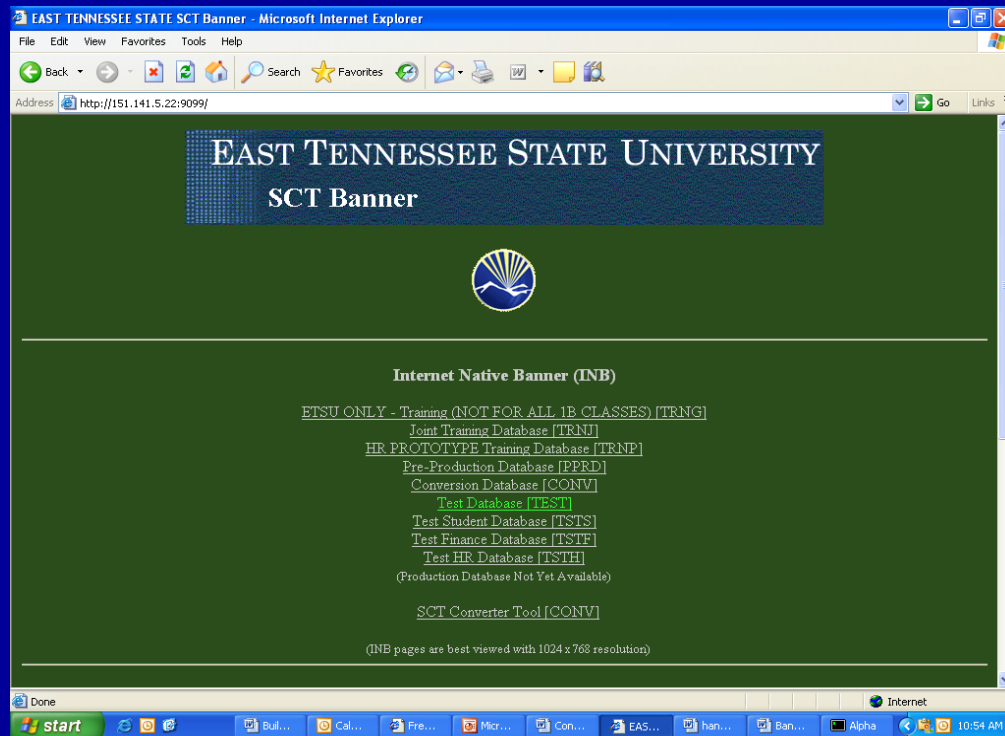 EAST TENNESSEE STATE SCT Banner - Microsoft Internet Explorer
File Edit View Favorites Tools Help
Back Search Favorites
Address http://151.141.5.22:9099/ Go Links
EAST TENNESSEE STATE UNIVERSITY
SCT Banner
Internet Native Banner (INB)
ETSU ONLY - Training (NOT FOR ALL 1B CLASSES) [TRNG]
Joint Training Database [TRNJ]
HR PROTOTYPE Training Database [TRNP]
Pre-Production Database [PPRD]
Conversion Database [CONV]
Test Database [TEST]
Test Student Database [TSTS]
Test Finance Database [TSTF]
Test HR Database [TSTH]
(Production Database Not Yet Available)
SCT Converter Tool [CONV]
(INB pages are best viewed with 1024 x 768 resolution)
Done Internet
start Buil... Cal... Fre... Micr... Con... EAS... han... Ban... Alpha 10:54 AM